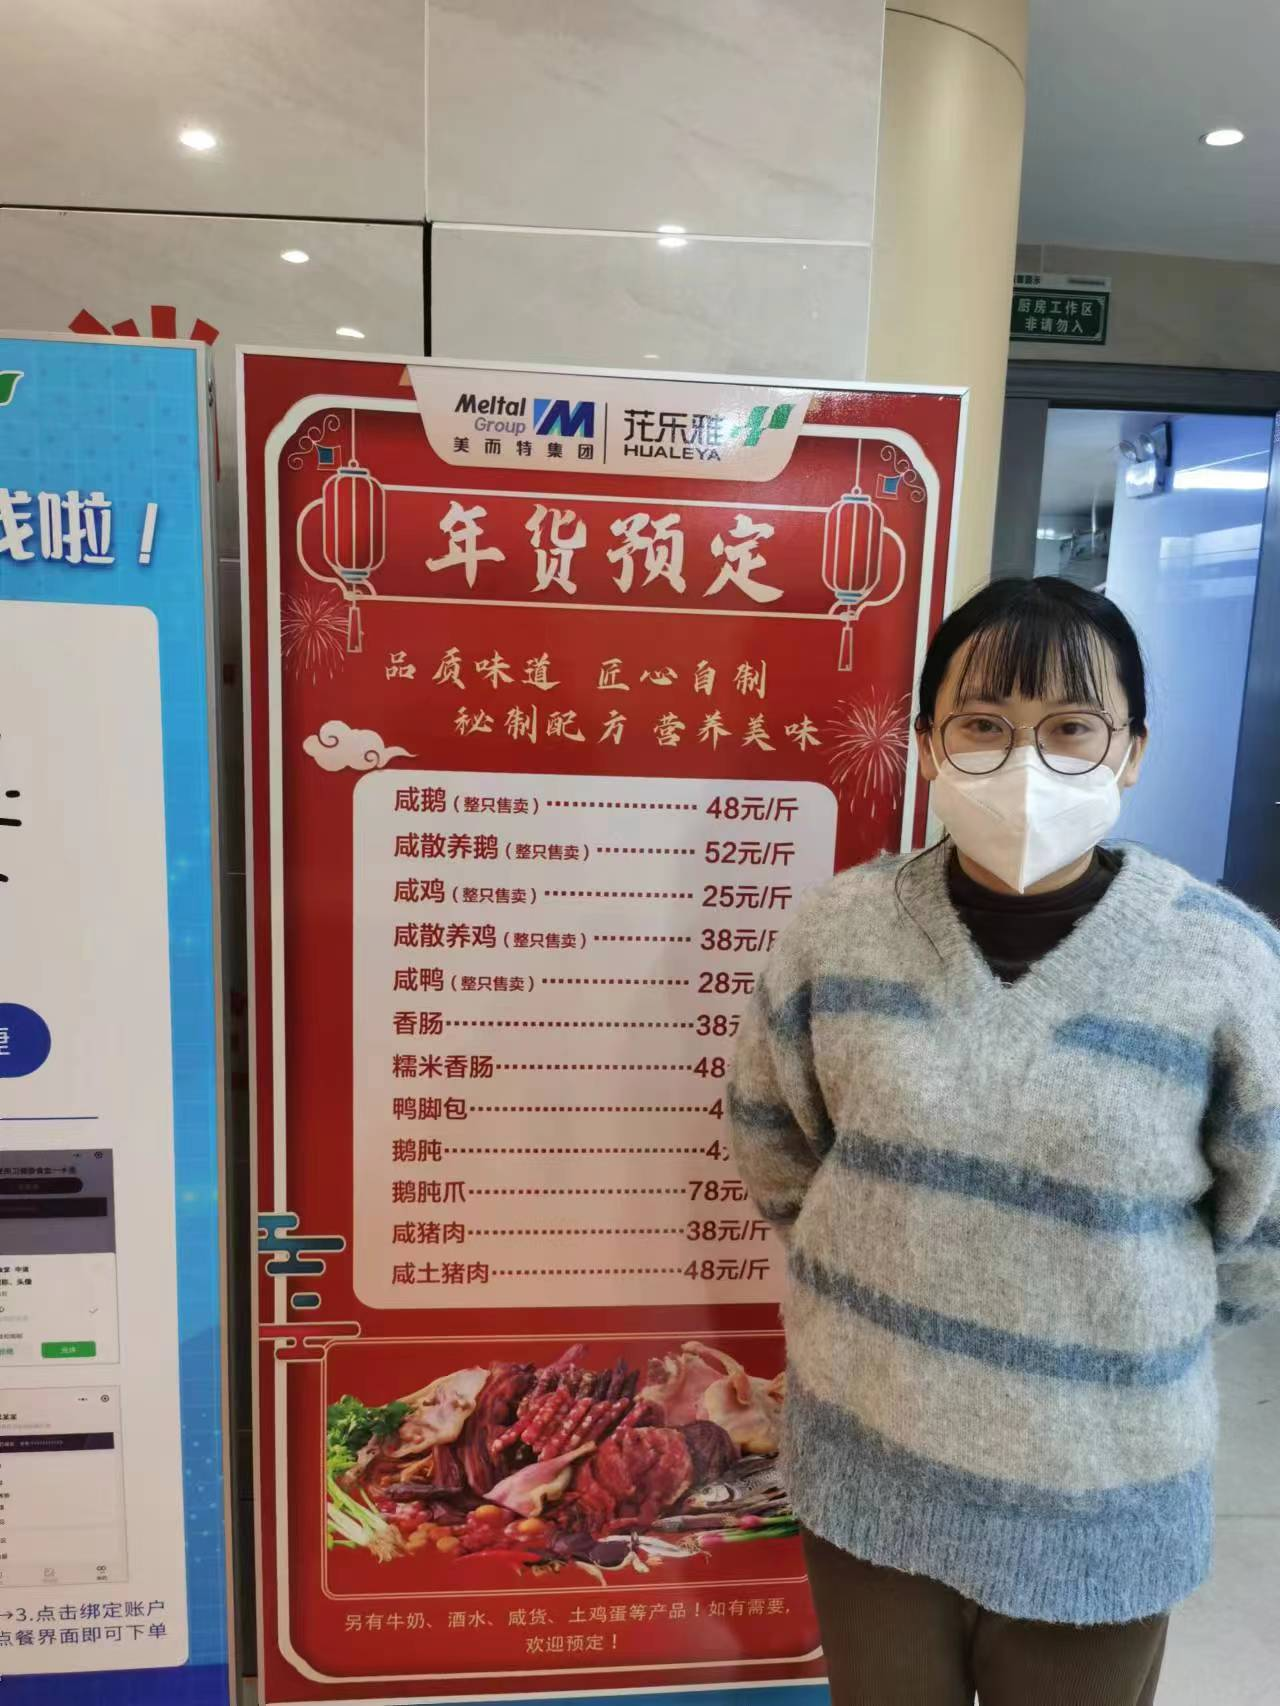 钱啦！
捷
→3.点击绑定账户
点餐界面即可下单
Meltal
Group
美而特集团
花乐雅
HUALEYA
年货预定
品质味道 匠心自制
秘制配方 营养美味
咸鹅（整只售卖）48元/斤
咸散养鹅（整只售卖）52元/斤
咸鸡（整只售卖）25元/斤
咸散养鸡（整只售卖）38元/斤
咸鸭（整只售卖）28元
香肠38元
糯米香肠48
鸭脚包4
鹅肫4
鹅肫爪78元/
咸猪肉38元/斤
咸土猪肉48元/斤
另有牛奶、酒水、咸货、土鸡蛋等产品！如有需要,
欢迎预定！
厨房工作区
非请勿入